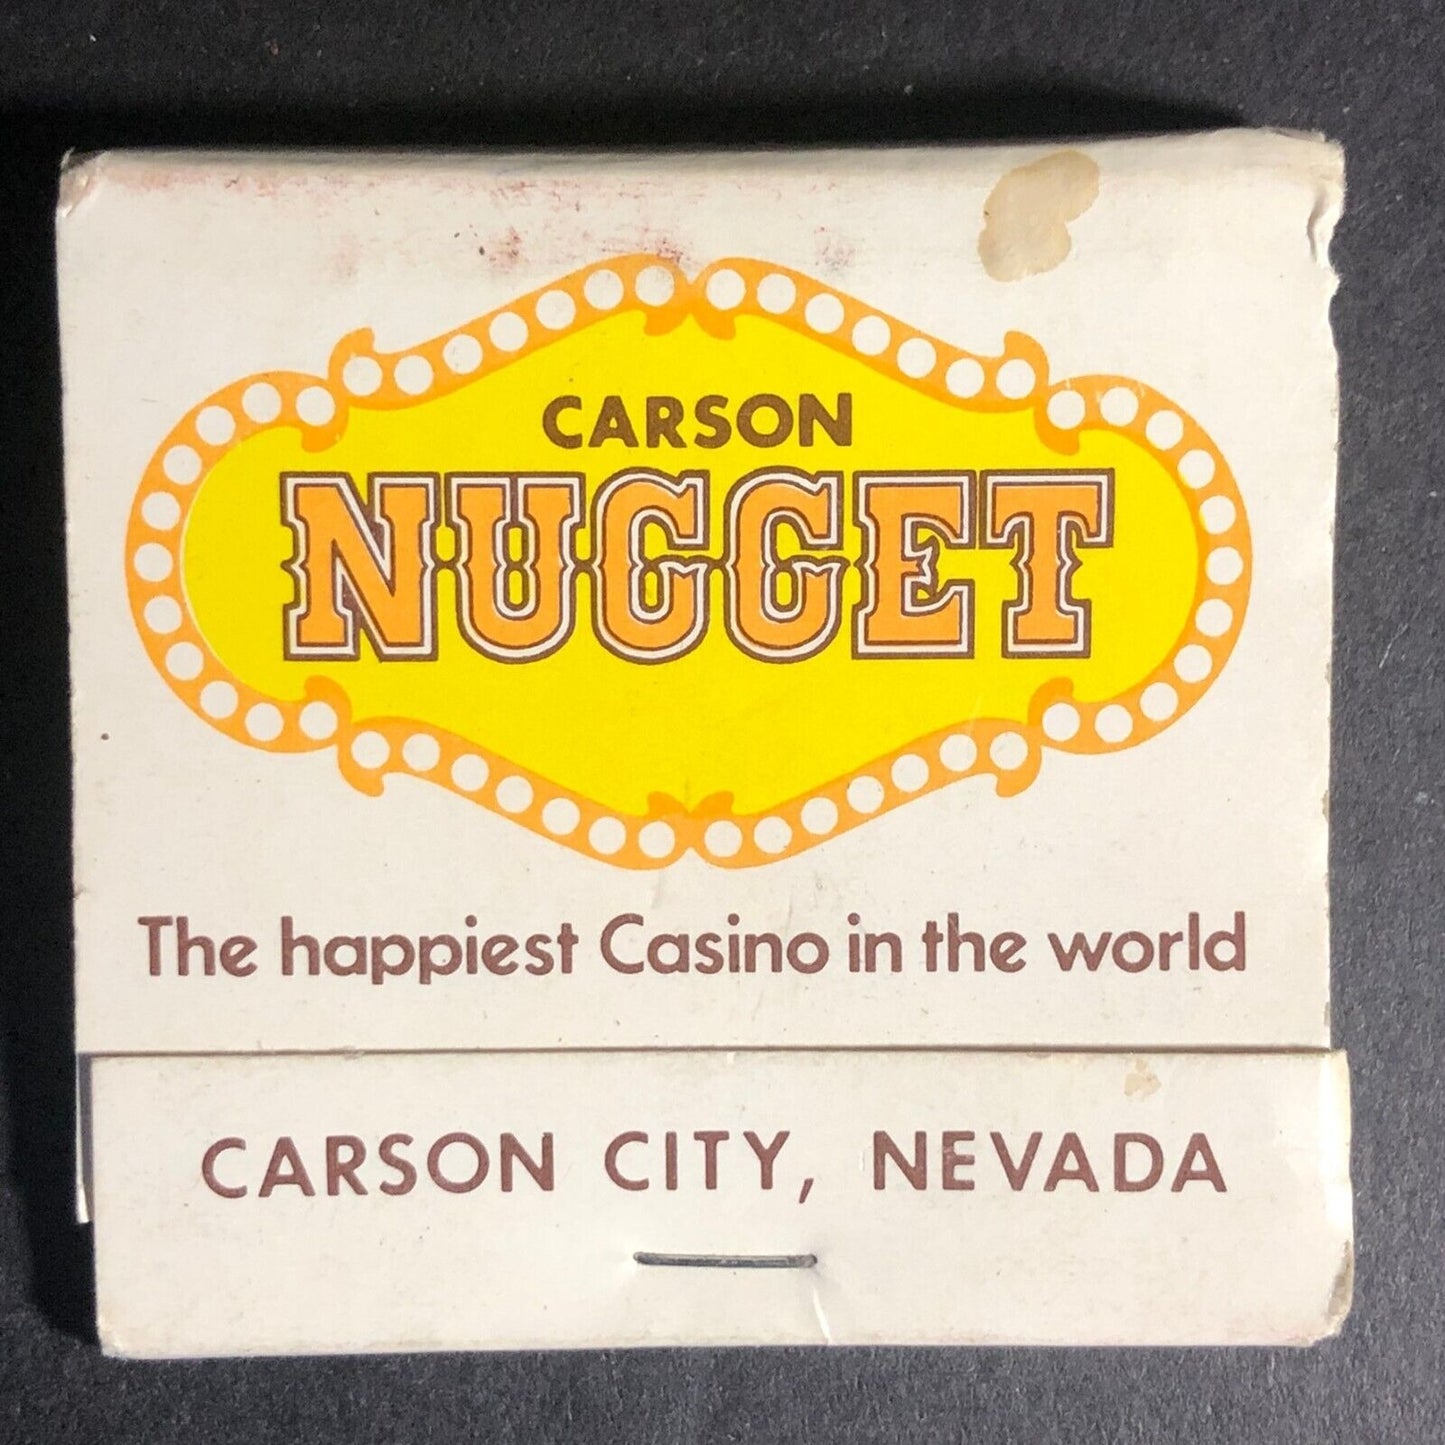 CARSON
NUGGET
The happiest Casino in the world
CARSON CITY, NEVADA